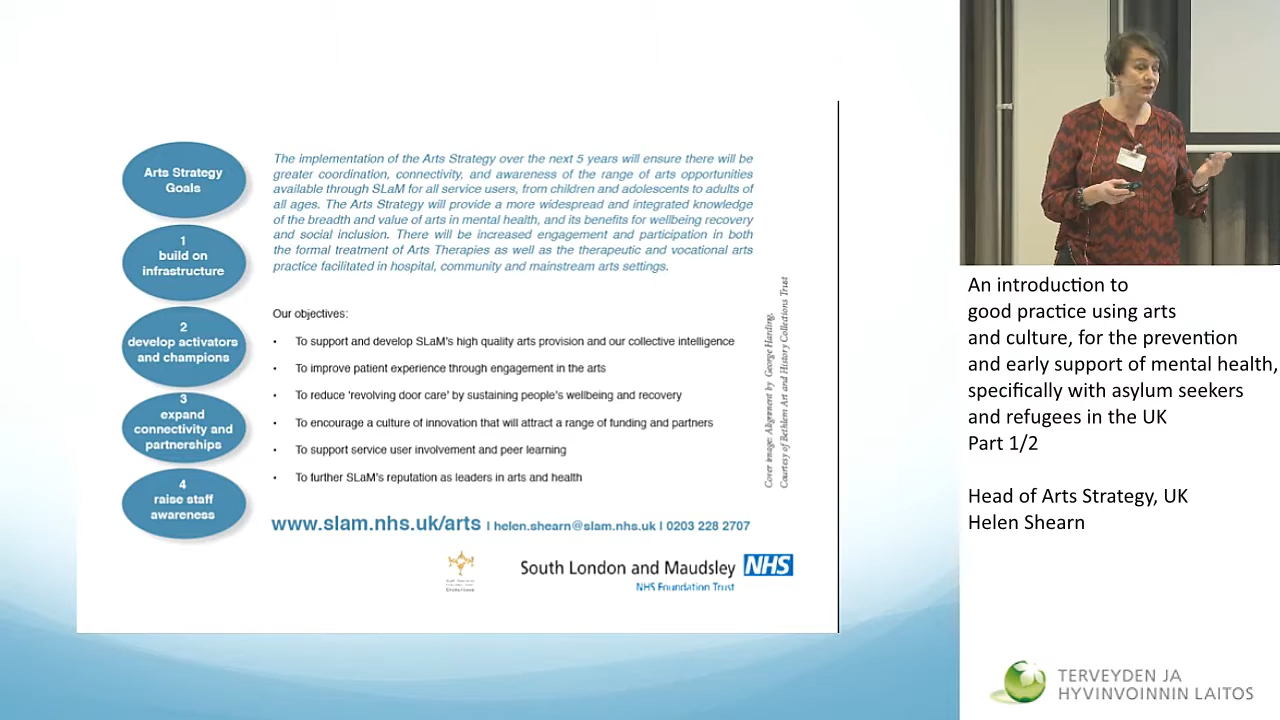 Arts Strategy
Goals
1
build on
infrastructure
2
develop activators
and champions
3
expand
connectivity and
partnerships
4
raise staff
awareness
The implementation of the Arts Strategy over the next 5 years will ensure there will be
greater coordination, connectivity, and awareness of the range of arts opportunities
available through SLaM for all service users, from children and adolescents to adults of
all ages. The Arts Strategy will provide a more widespread and integrated knowledge
of the breadth and value of arts in mental health, and its benefits for wellbeing recovery
and social inclusion. There will be increased engagement and participation in both
the formal treatment of Arts Therapies as well as the therapeutic and vocational arts
practice facilitated in hospital, community and mainstream arts settings.
Our objectives:
• To support and develop SLaM's high quality arts provision and our collective intelligence
• To improve patient experience through engagement in the arts
• To reduce 'revolving door care' by sustaining people's wellbeing and recovery
• To encourage a culture of innovation that will attract a range of funding and partners
• To support service user involvement and peer learning
• To further SLaM's reputation as leaders in arts and health
www.slam.nhs.uk/arts | helen.shearn@slam.nhs.uk | 0203 228 2707
Cover image: Alignment by George Harding,
Courtesy of Bethlem Art and History Collections Trust
South London and Maudsley NHS
NHS Foundation Trust
An introduction to
good practice using arts
and culture, for the prevention
and early support of mental health,
specifically with asylum seekers
and refugees in the UK
Part 1/2
Head of Arts Strategy, UK
Helen Shearn
TERVEYDEN JA
HYVINVOINNIN LAITOS